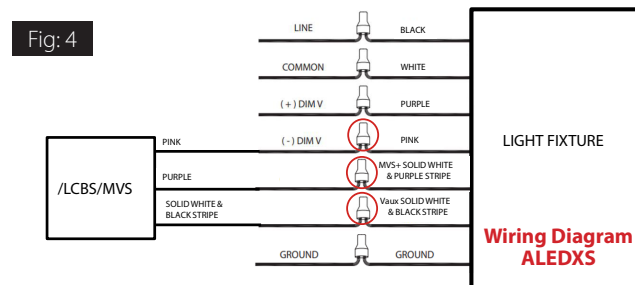 Fig: 4
LINE
BLACK
COMMON
WHITE
( + ) DIM V
PURPLE
PINK
( - ) DIM V
PINK
LIGHT FIXTURE
/LCBS/MVS
PURPLE
MVS+ SOLID WHITE
& PURPLE STRIPE
SOLID WHITE &
BLACK STRIPE
Vaux SOLID WHITE
& BLACK STRIPE
GROUND
GROUND
Wiring Diagram
ALEDXS